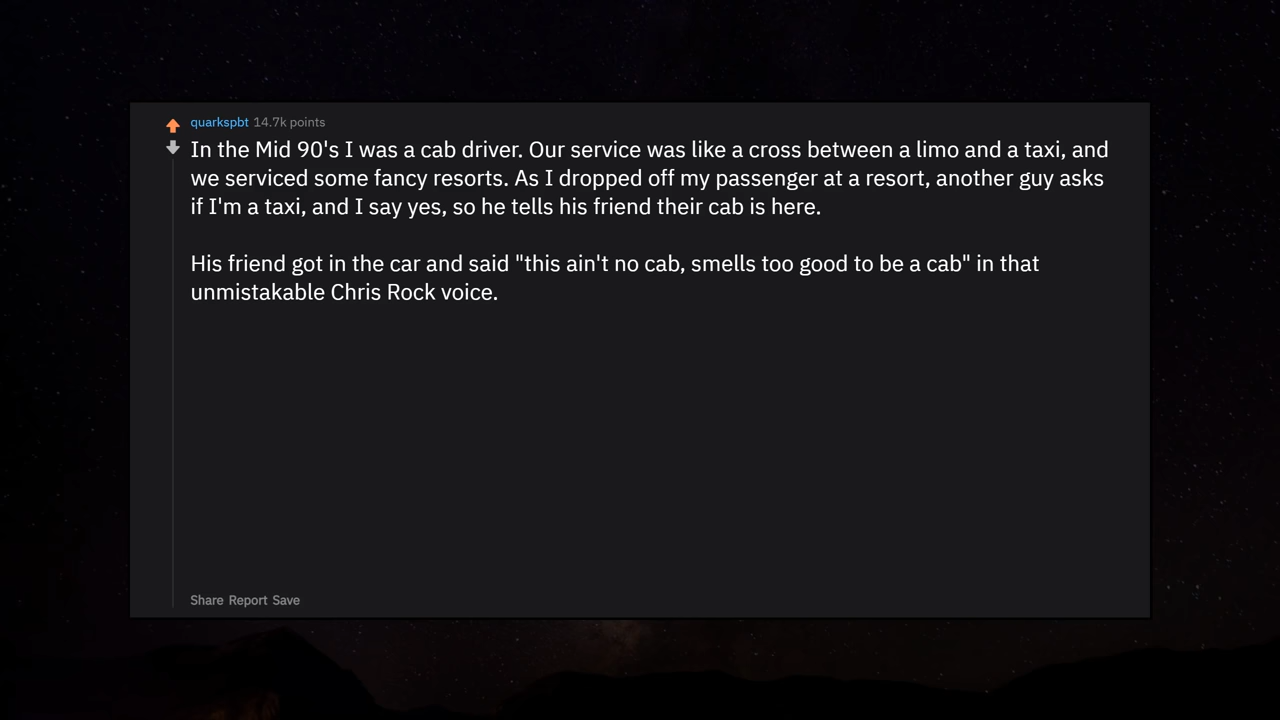 quarkspbt 14.7k points
In the Mid 90's I was a cab driver. Our service was like a cross between a limo and a taxi, and
we serviced some fancy resorts. As I dropped off my passenger at a resort, another guy asks
if I'm a taxi, and I say yes, so he tells his friend their cab is here.
His friend got in the car and said "this ain't no cab, smells too good to be a cab" in that
unmistakable Chris Rock voice.
Share Report Save